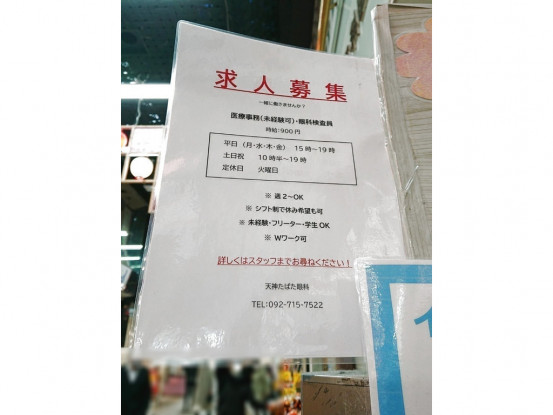 求人募集
一緒に働きませんか？
医療事務(未経験可)・眼科検査員
時給：900円
平日 （月・水・木・金） 15時～19時
土日祝 10時半～19時
定休日 火曜日
※ 週2～OK
※ シフト制で休み希望も可
※ 未経験・フリーター・学生OK
※ Wワーク可
詳しくはスタッフまでお尋ねください！
天神たばた眼科
TEL:092-715-7522